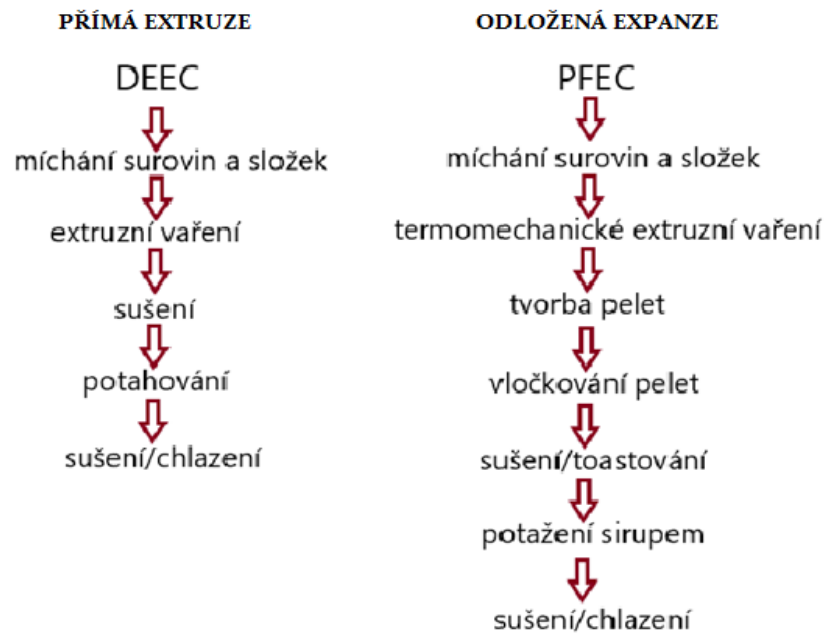 PŘÍMÁ EXTRUZE
DEEC
míchání surovin a složek
extruzní vaření
sušení
potahování
sušení/chlazení
ODLOŽENÁ EXPANZE
PFEC
míchání surovin a složek
termomechanické extruzní vaření
tvorba pelet
vločkování pelet
sušení/toastování
potažení sirupem
sušení/chlazení